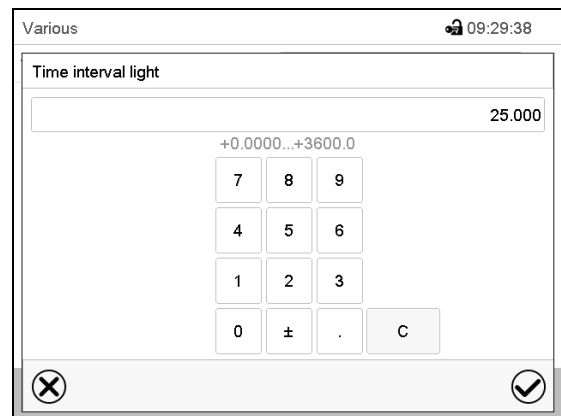 Various 09:29:38
Time interval light
25.000
+0.0000...+3600.0
7 8 9
4 5 6
1 2 3
0 ± . C